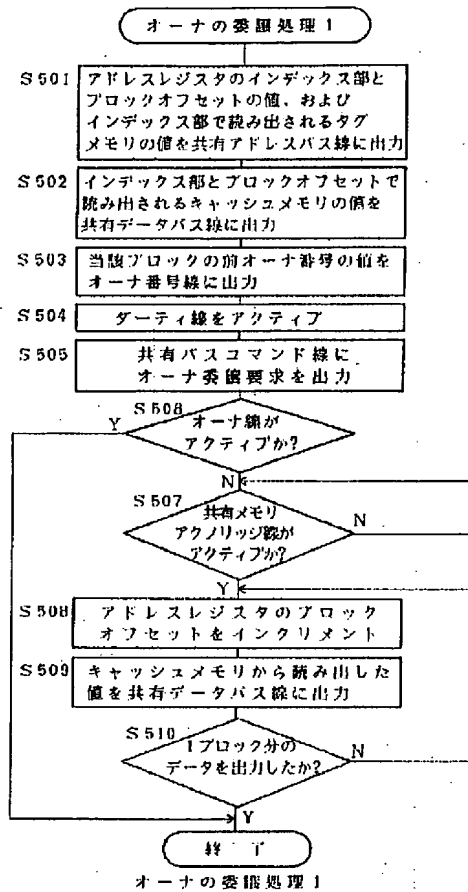 オーナの委譲処理1
S501
アドレスレジスタのインデックス部と
ブロックオフセットの値、および
インデックス部で読み出されるタグ
メモリの値を共有アドレスバス線に出力
S502
インデックス部とブロックオフセットで
読み出されるキャッシュメモリの値を
共有データバス線に出力
S503
当該ブロックの前オーナ番号の値を
オーナ番号線に出力
S504
ダーティ線をアクティブ
S505
共有バスコマンド線に
オーナ委譲要求を出力
S506
オーナ線が
アクティブか?
Y
N
S507
共有メモリ
アクノリッジ線が
アクティブか?
N
Y
S508
アドレスレジスタのブロック
オフセットをインクリメント
S509
キャッシュメモリから読み出した
値を共有データバス線に出力
S510
1ブロック分の
データを出力したか?
N
Y
終了
オーナの委譲処理1